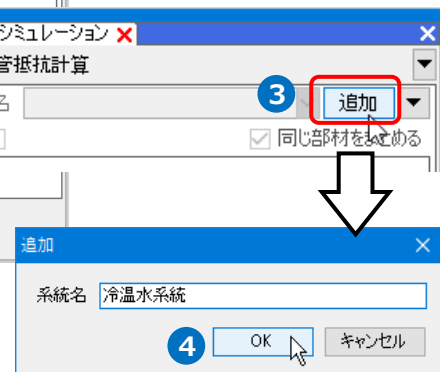 シミュレーション
管抵抗計算
名
3
追加
同じ部材をまとめる
追加
系統名 冷温水系統
4 OK キャンセル